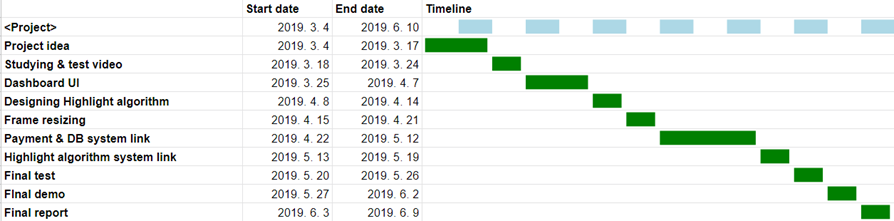 Start date End date Timeline
<Project> 2019. 3. 4 2019. 6. 10
Project idea 2019. 3. 4 2019. 3. 17
Studying & test video 2019. 3. 18 2019. 3. 24
Dashboard UI 2019. 3. 25 2019. 4. 7
Designing Highlight algorithm 2019. 4. 8 2019. 4. 14
Frame resizing 2019. 4. 15 2019. 4. 21
Payment & DB system link 2019. 4. 22 2019. 5. 12
Highlight algorithm system link 2019. 5. 13 2019. 5. 19
Final test 2019. 5. 20 2019. 5. 26
FInal demo 2019. 5. 27 2019. 6. 2
Final report 2019. 6. 3 2019. 6. 9